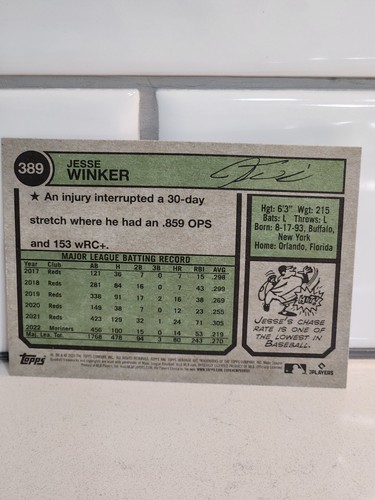 389
JESSE
WINKER
★ An injury interrupted a 30-day
stretch where he had an .859 OPS
and 153 wRC+.
MAJOR LEAGUE BATTING RECORD
Year Club AB H 2B 3B HR RBI AVG
2017 Reds 121 36 7 0 7 15 .298
2018 Reds 281 84 16 0 7 43 .299
2019 Reds 338 91 17 2 16 38
2020 Reds 149 38 7 0 12 23 .255
2021 Reds 423 129 32 1 24 71 .305
2022 Mariners 456 100 15 0 14 53 .219
Maj. Lea. Tot. 1768 478 94 3 80 243 .270
Hgt: 6'3" Wgt: 215
Bats: L Throws: L
Born: 8-17-93, Buffalo,
New York
Home: Orlando, Florida
JESSE'S CHASE
RATE IS ONE OF
THE LOWEST IN
BASEBALL.
topps
PLAYERS